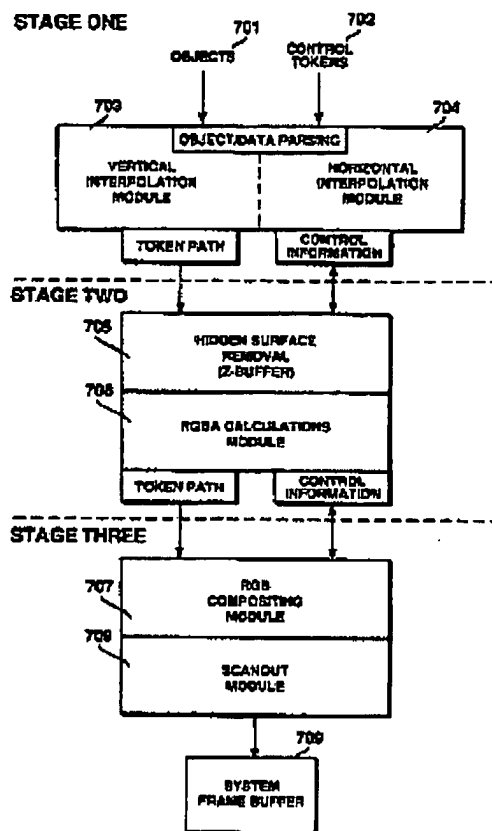 STAGE ONE
701
702
OBJECTS
CONTROL
TOKENS
703
704
OBJECT/DATA PARSING
VERTICAL
INTERPOLATION
MODULE
HORIZONTAL
INTERPOLATION
MODULE
TOKEN PATH
CONTROL
INFORMATION
STAGE TWO
705
HIDDEN SURFACE
REMOVAL
(Z-BUFFER)
706
RGBA CALCULATIONS
MODULE
TOKEN PATH
CONTROL
INFORMATION
STAGE THREE
707
RGB
COMPOSITING
MODULE
709
SCANOUT
MODULE
709
SYSTEM
FRAME BUFFER